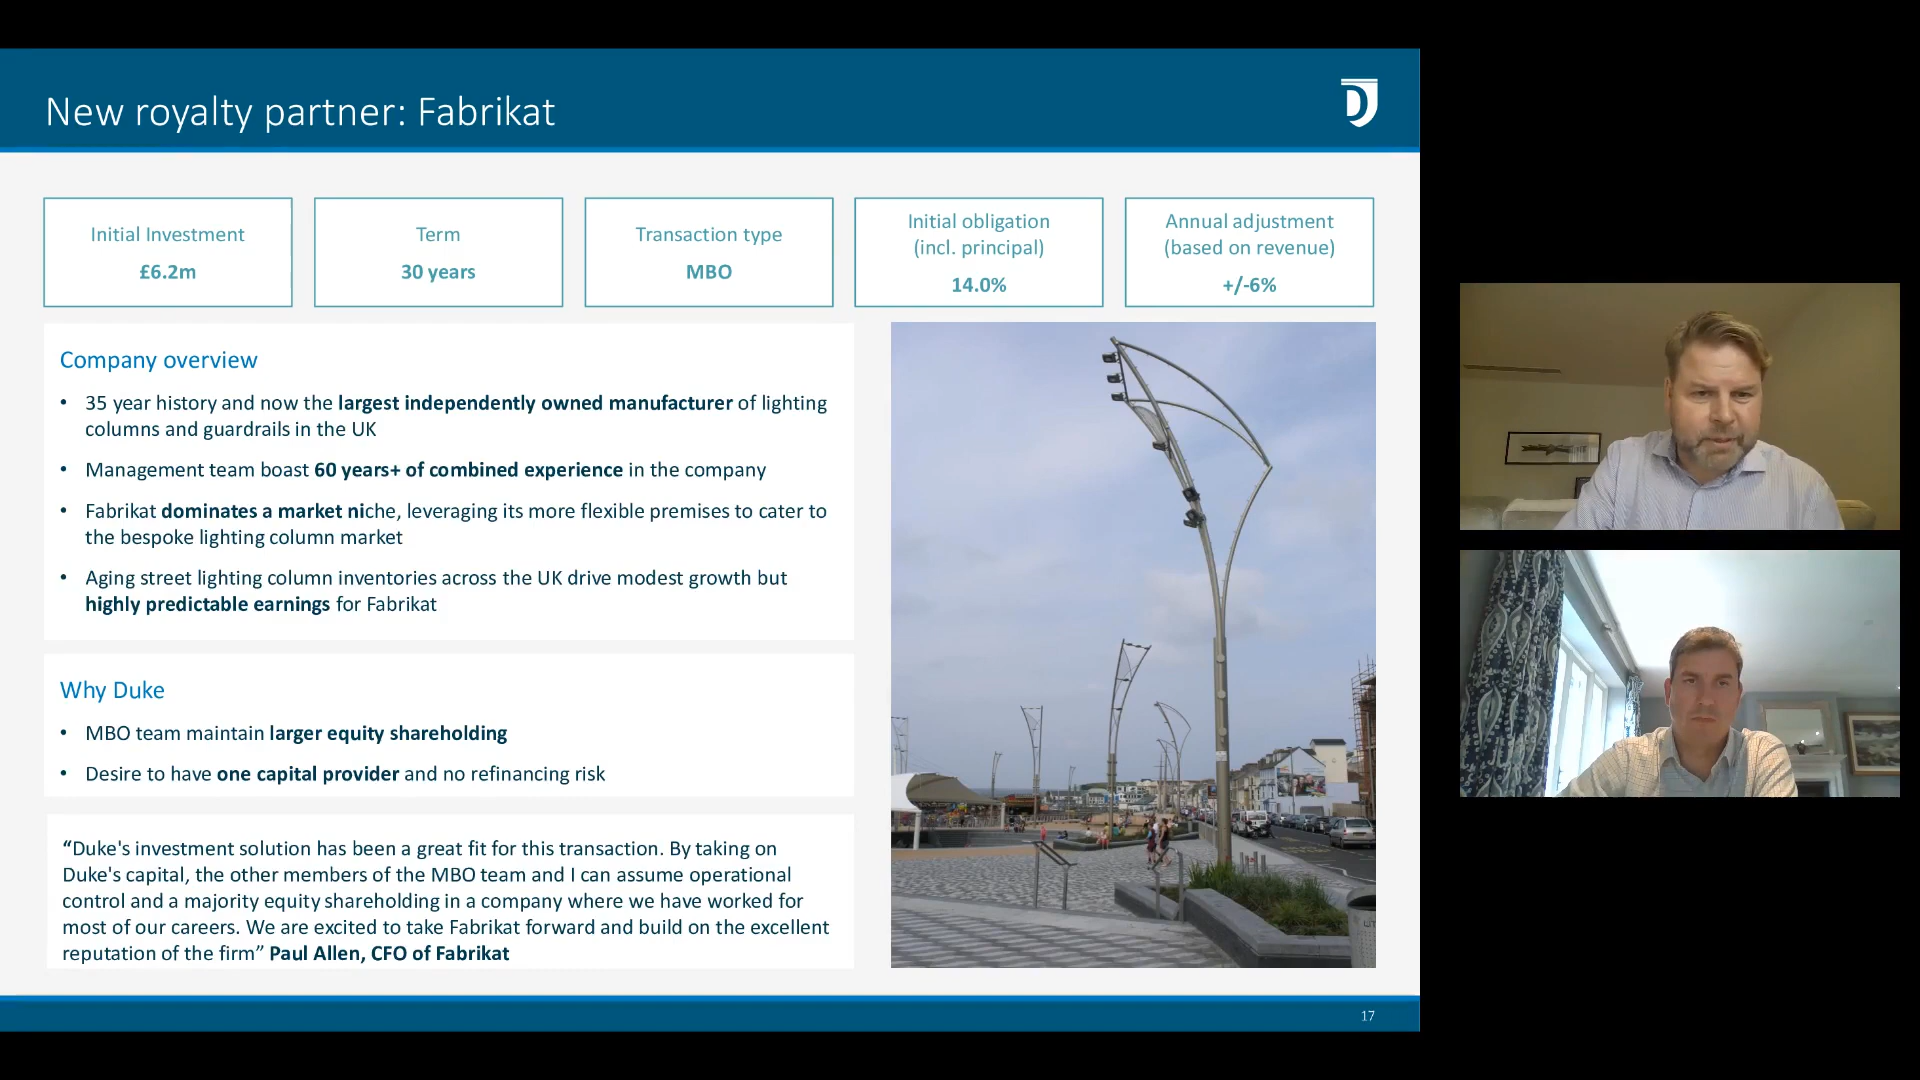 New royalty partner: Fabrikat
Initial Investment
£6.2m
Term
30 years
Transaction type
MBO
Initial obligation
(incl. principal)
14.0%
Annual adjustment
(based on revenue)
+/-6%
Company overview
• 35 year history and now the largest independently owned manufacturer of lighting
columns and guardrails in the UK
• Management team boast 60 years+ of combined experience in the company
• Fabrikat dominates a market niche, leveraging its more flexible premises to cater to
the bespoke lighting column market
• Aging street lighting column inventories across the UK drive modest growth but
highly predictable earnings for Fabrikat
Why Duke
• MBO team maintain larger equity shareholding
• Desire to have one capital provider and no refinancing risk
“Duke's investment solution has been a great fit for this transaction. By taking on
Duke's capital, the other members of the MBO team and I can assume operational
control and a majority equity shareholding in a company where we have worked for
most of our careers. We are excited to take Fabrikat forward and build on the excellent
reputation of the firm” Paul Allen, CFO of Fabrikat
17